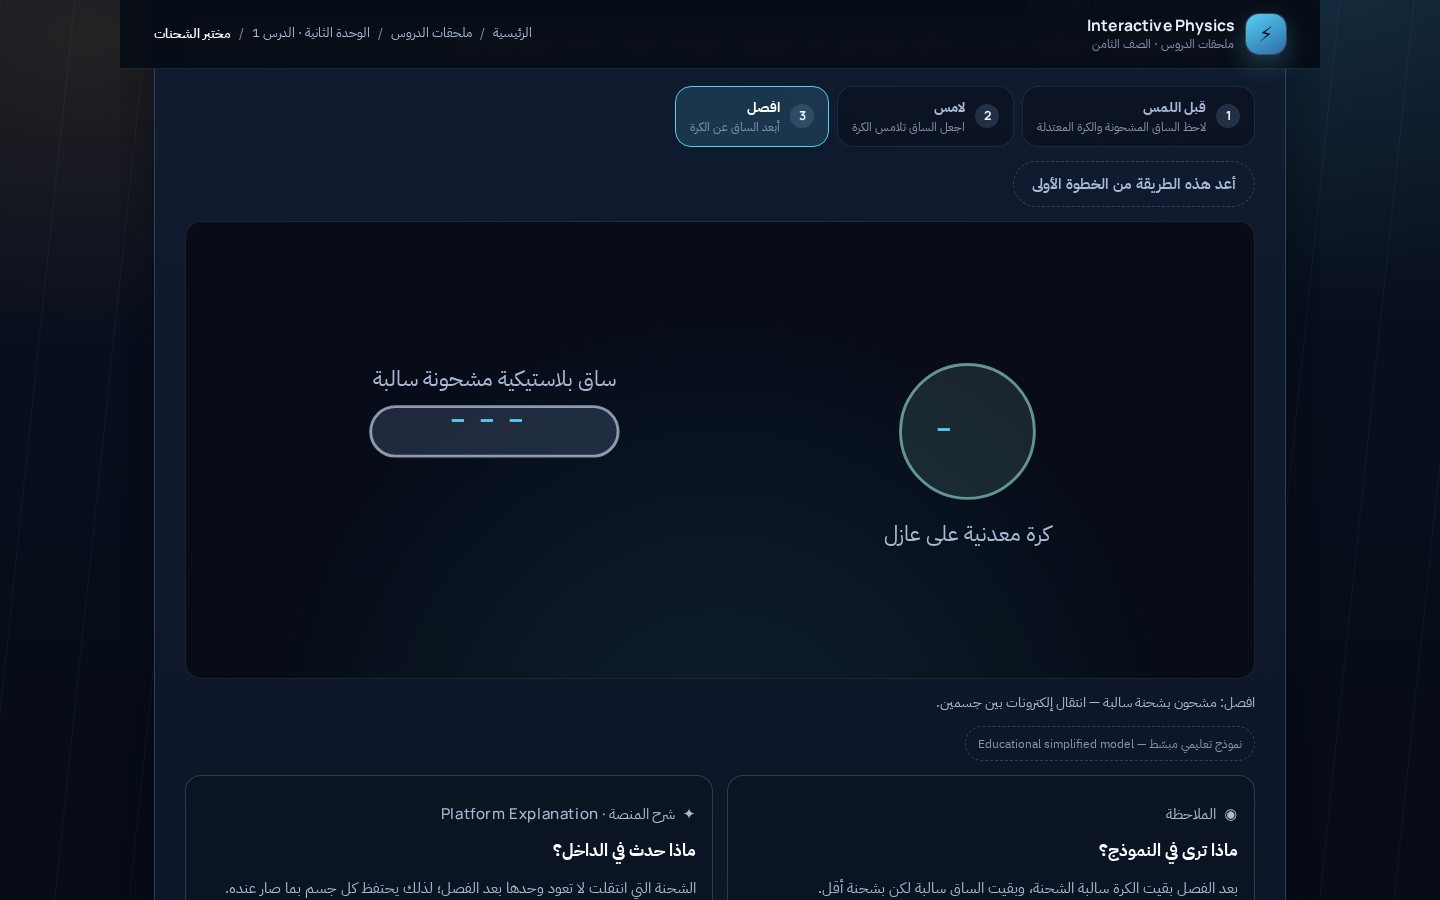 Interactive Physics
ملحقات الدروس · الصف الثامن
الرئيسية / ملحقات الدروس / الوحدة الثانية · الدرس 1 / مختبر الشحنات
1
قبل اللمس
لاحظ الساق المشحونة والكرة المعتدلة
2
لامس
اجعل الساق تلامس الكرة
3
افصل
أبعد الساق عن الكرة
أعد هذه الطريقة من الخطوة الأولى
ساق بلاستيكية مشحونة سالبة
− − −
−
كرة معدنية على عازل
افصل: مشحون بشحنة سالبة — انتقال إلكترونات بين جسمين.
نموذج تعليمي مبسّط — Educational simplified model
◉ الملاحظة
ماذا ترى في النموذج؟
بعد الفصل بقيت الكرة سالبة الشحنة، وبقيت الساق سالبة لكن بشحنة أقل.
✦ شرح المنصة · Platform Explanation
ماذا حدث في الداخل؟
الشحنة التي انتقلت لا تعود وحدها بعد الفصل؛ لذلك يحتفظ كل جسم بما صار عنده.